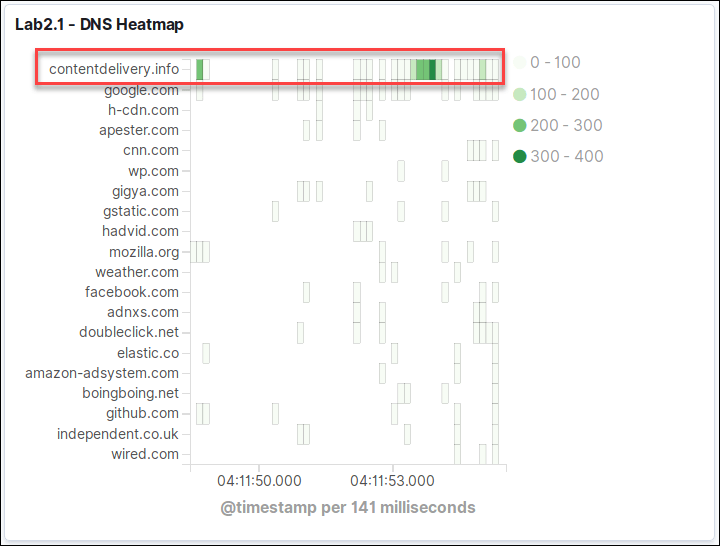 Lab2.1 - DNS Heatmap
contentdelivery.info
google.com
h-cdn.com
apester.com
cnn.com
wp.com
gigya.com
gstatic.com
hadvid.com
mozilla.org
weather.com
facebook.com
adnxs.com
doubleclick.net
elastic.co
amazon-adsystem.com
boingboing.net
github.com
independent.co.uk
wired.com
0 - 100
100 - 200
200 - 300
300 - 400
04:11:50.000 04:11:53.000
@timestamp per 141 milliseconds